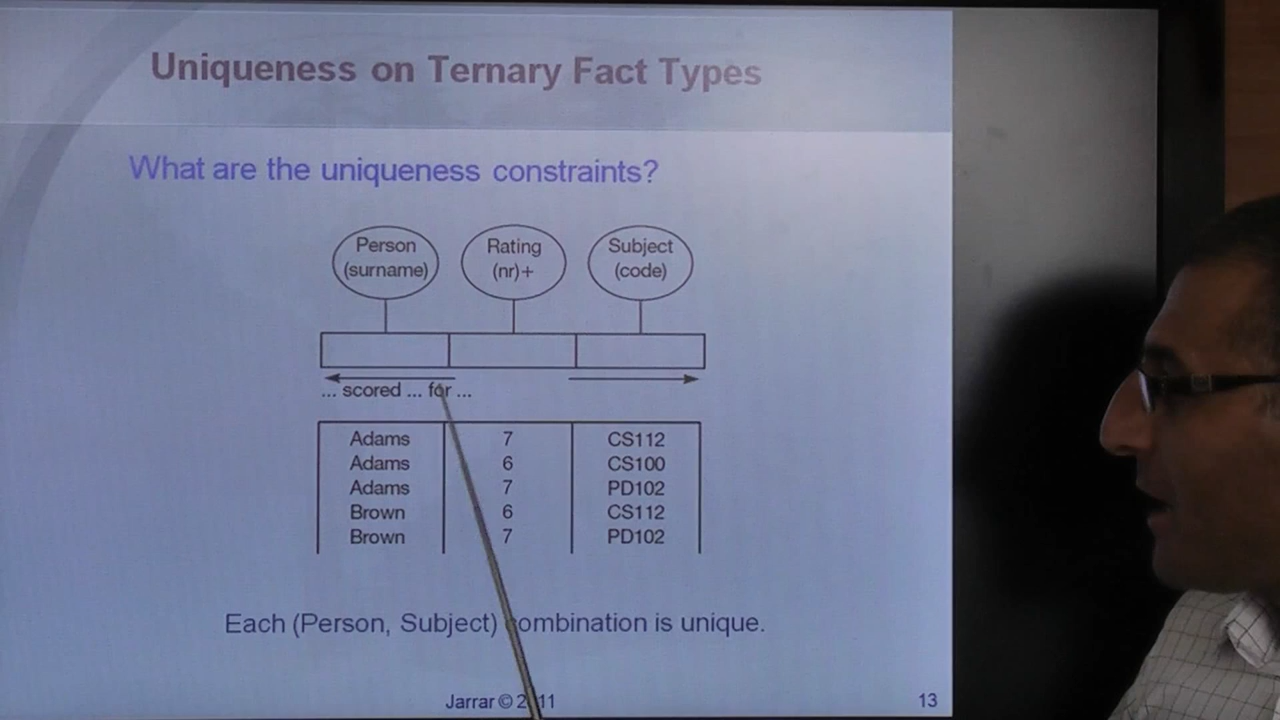 Uniqueness on Ternary Fact Types
What are the uniqueness constraints?
Person Rating Subject
(surname) (nr)+ (code)
... scored ... for ...
Adams 7 CS112
Adams 6 CS100
Adams 7 PD102
Brown 6 CS112
Brown 7 PD102
Each (Person, Subject) combination is unique.
Jarrar © 2011 13